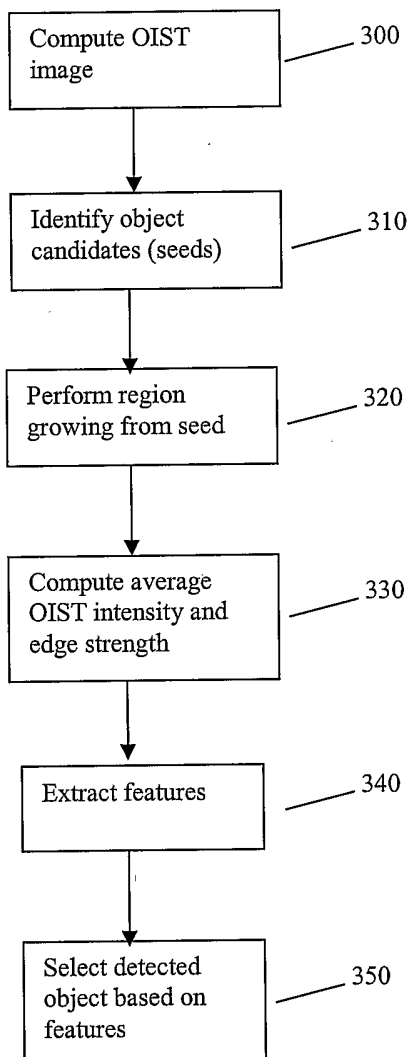 Compute OIST
image
300
Identify object
candidates (seeds)
310
Perform region
growing from seed
320
Compute average
OIST intensity and
edge strength
330
Extract features
340
Select detected
object based on
features
350